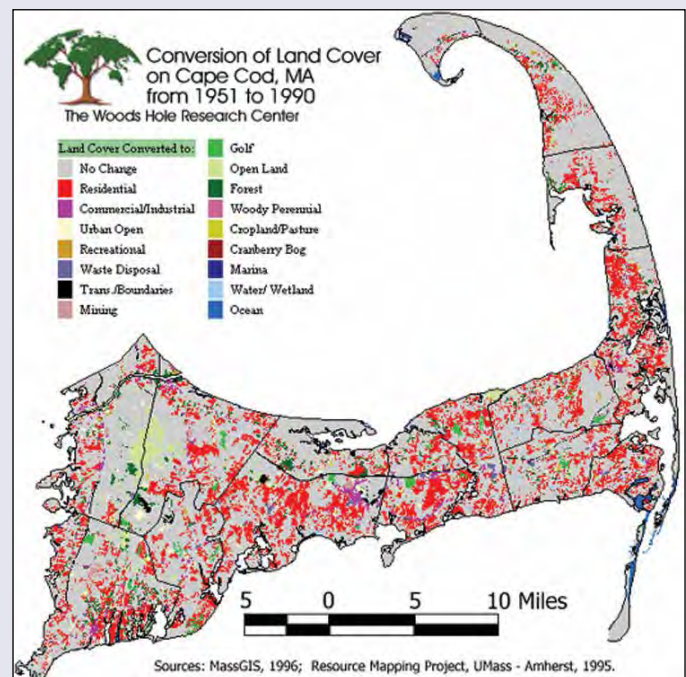 Conversion of Land Cover
on Cape Cod, MA
from 1951 to 1990
The Woods Hole Research Center
Land Cover Converted to:
No Change
Residential
Commercial/Industrial
Urban Open
Recreational
Waste Disposal
Trans./Boundaries
Mining
Golf
Open Land
Forest
Woody Perennial
Cropland/Pasture
Cranberry Bog
Marina
Water/ Wetland
Ocean
5 0 5 10 Miles
Sources: MassGIS, 1996; Resource Mapping Project, UMass - Amherst, 1995.